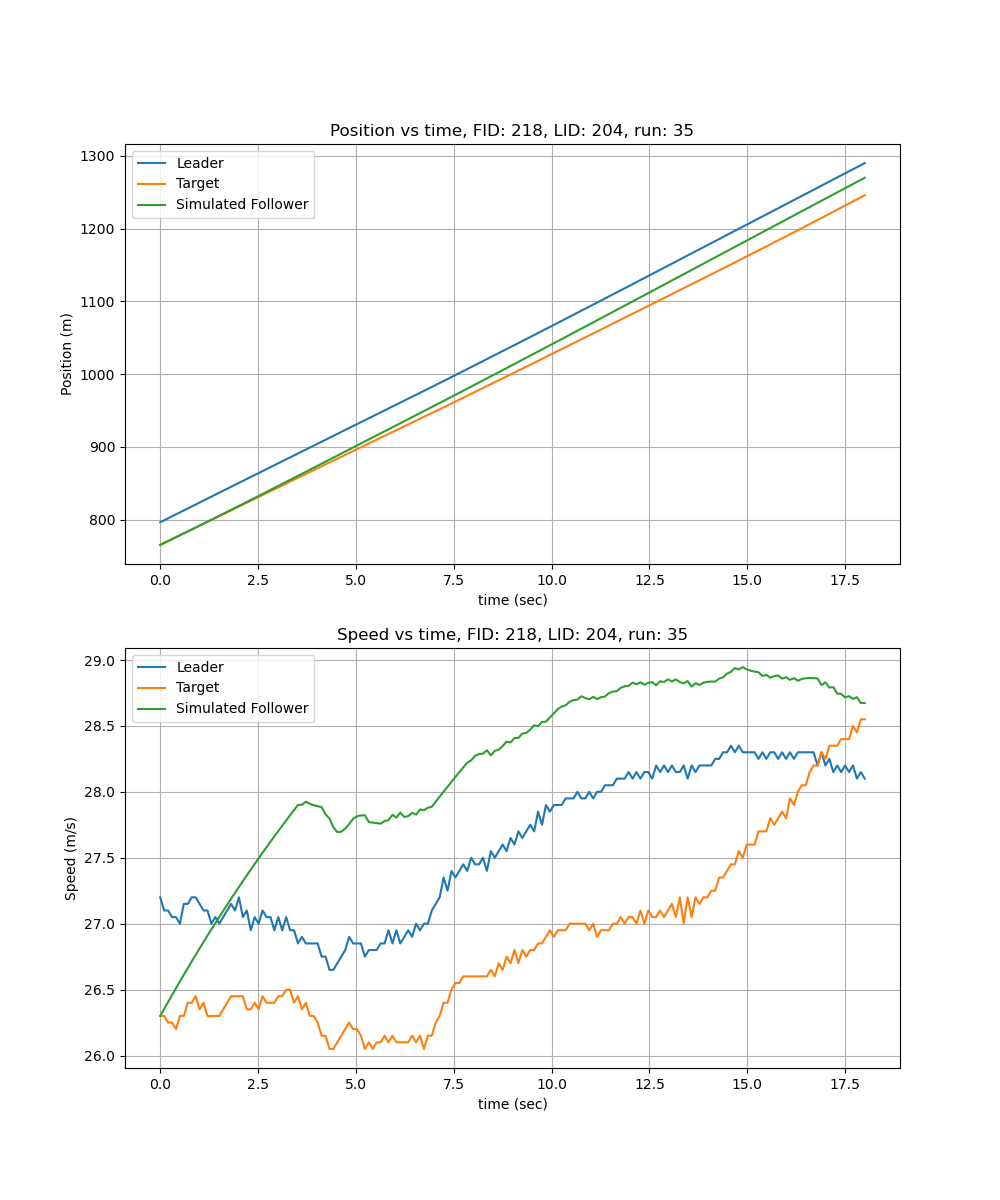 Position vs time, FID: 218, LID: 204, run: 35
Leader
Target
Simulated Follower
1300
1200
1100
1000
900
800
Position (m)
0.0 2.5 5.0 7.5 10.0 12.5 15.0 17.5
time (sec)
Speed vs time, FID: 218, LID: 204, run: 35
Leader
Target
Simulated Follower
29.0
28.5
28.0
27.5
27.0
26.5
26.0
Speed (m/s)
0.0 2.5 5.0 7.5 10.0 12.5 15.0 17.5
time (sec)